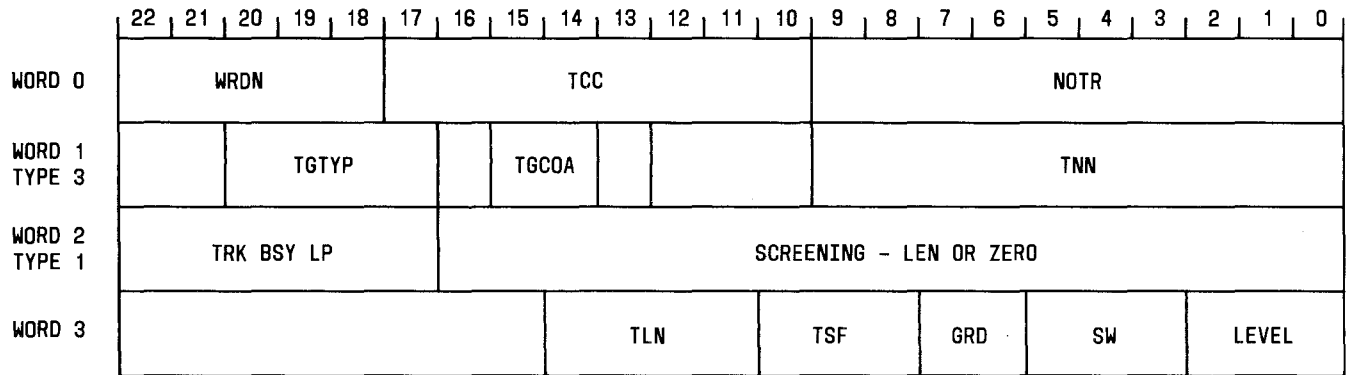 22 21 20 19 18 17 16 15 14 13 12 11 10 9 8 7 6 5 4 3 2 1 0
WORD 0 WRDN TCC NOTR
WORD 1
TYPE 3
TGTYP TGCOA TNN
WORD 2
TYPE 1
TRK BSY LP SCREENING - LEN OR ZERO
WORD 3 TLN TSF GRD SW LEVEL